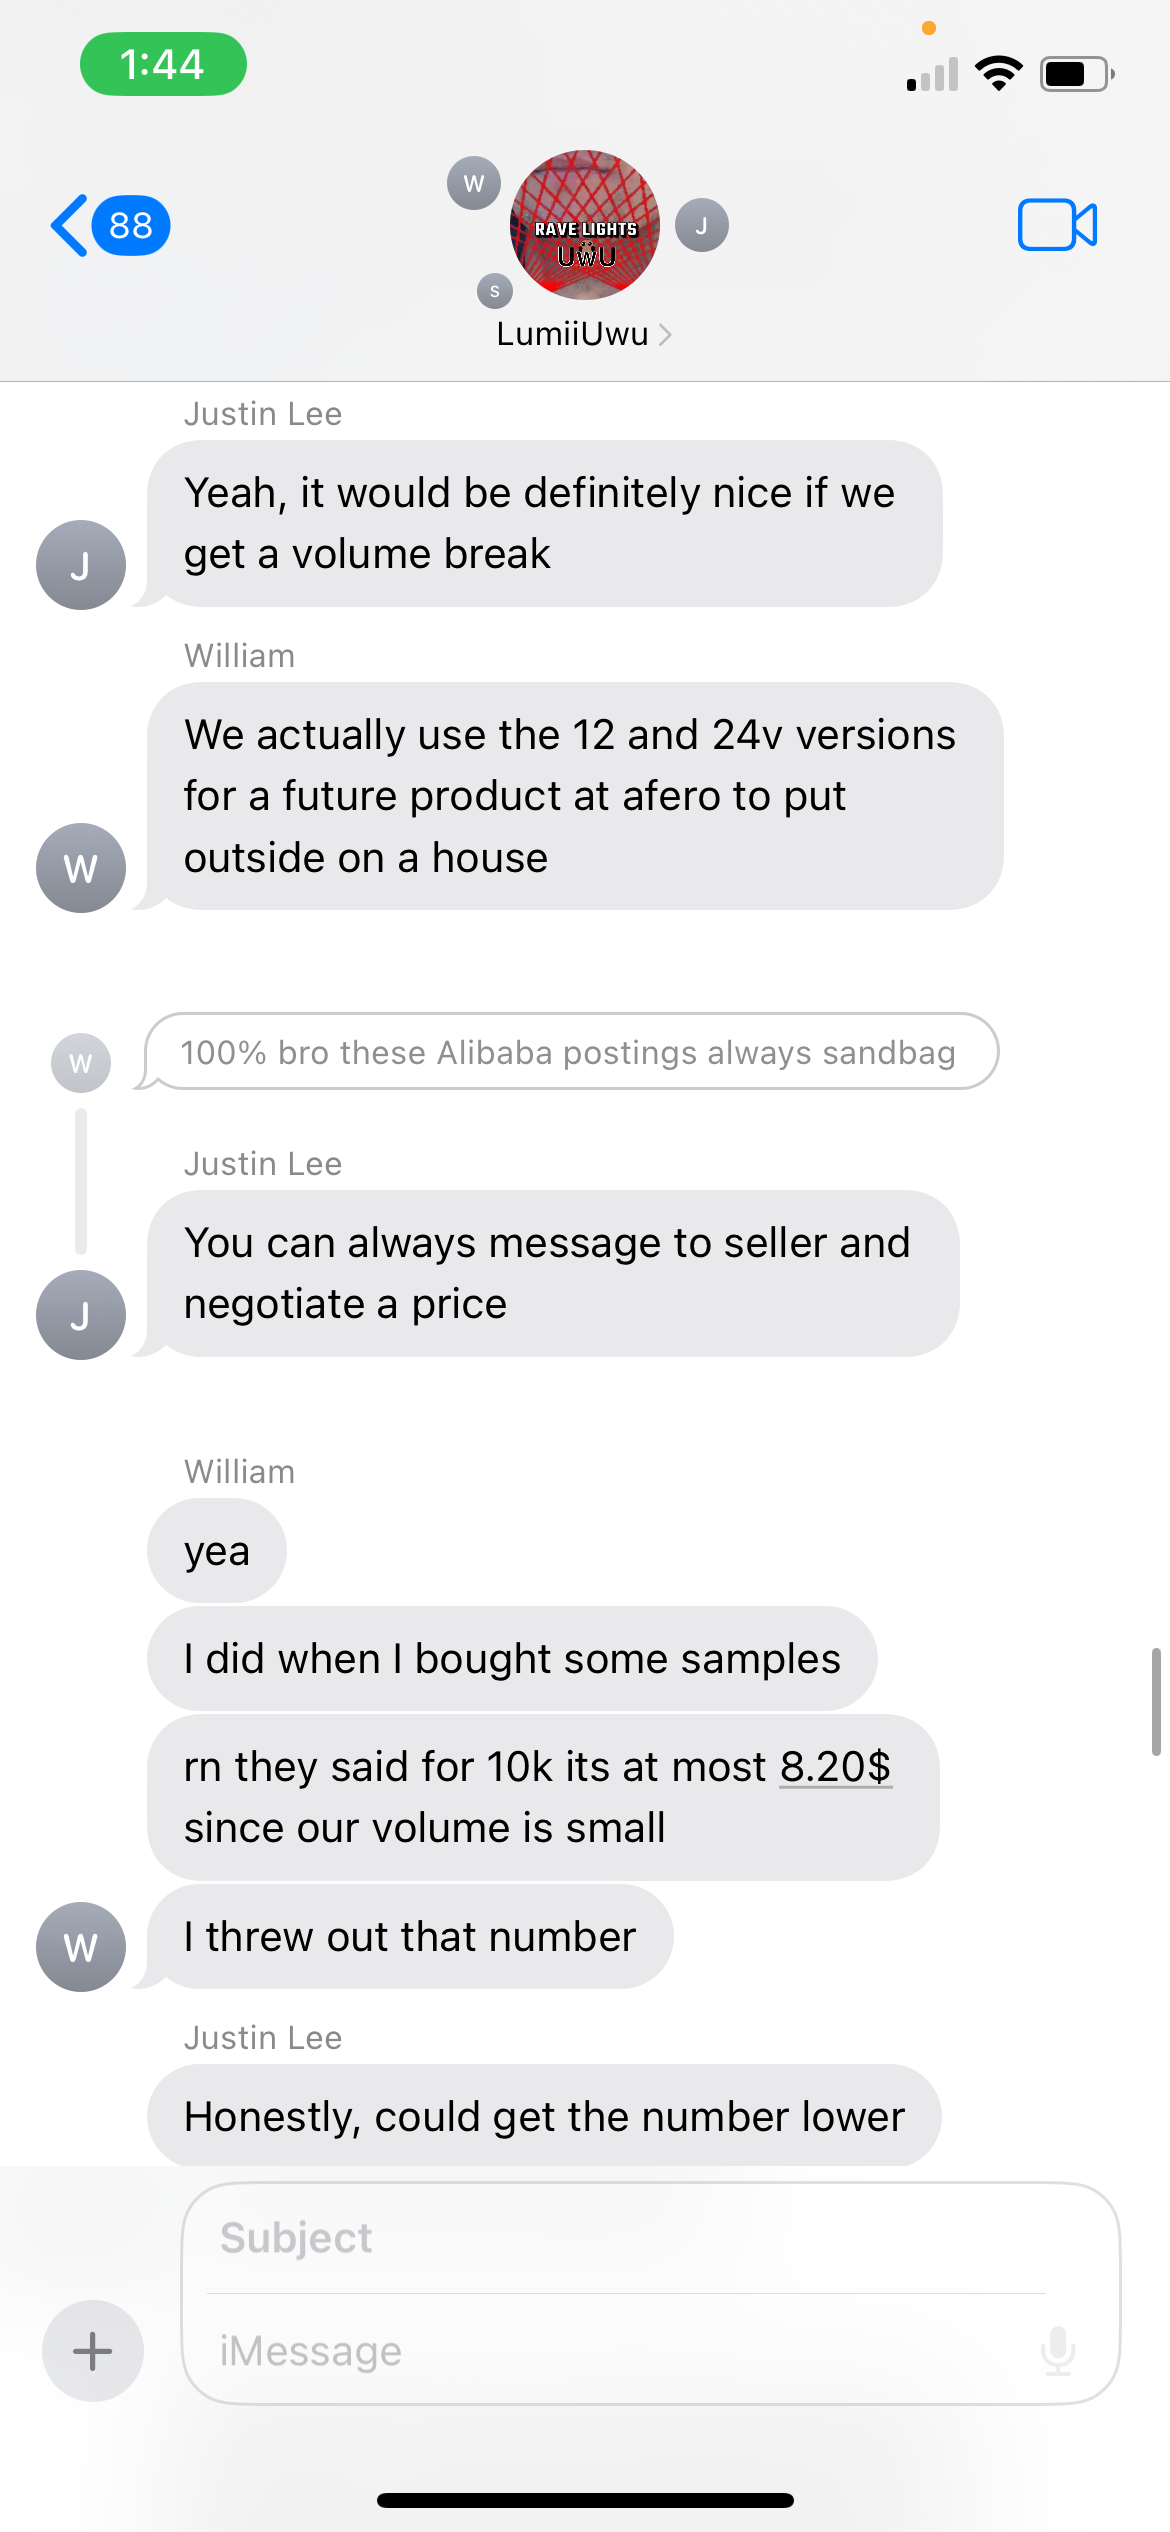 1:44
88
W
RAVE LIGHTS
UWU
J
S
LumiiUwu
Justin Lee
Yeah, it would be definitely nice if we
get a volume break
J
William
We actually use the 12 and 24v versions
for a future product at afero to put
outside on a house
W
W
100% bro these Alibaba postings always sandbag
Justin Lee
You can always message to seller and
negotiate a price
J
William
yea
I did when I bought some samples
rn they said for 10k its at most 8.20$
since our volume is small
I threw out that number
W
Justin Lee
Honestly, could get the number lower
Subject
iMessage